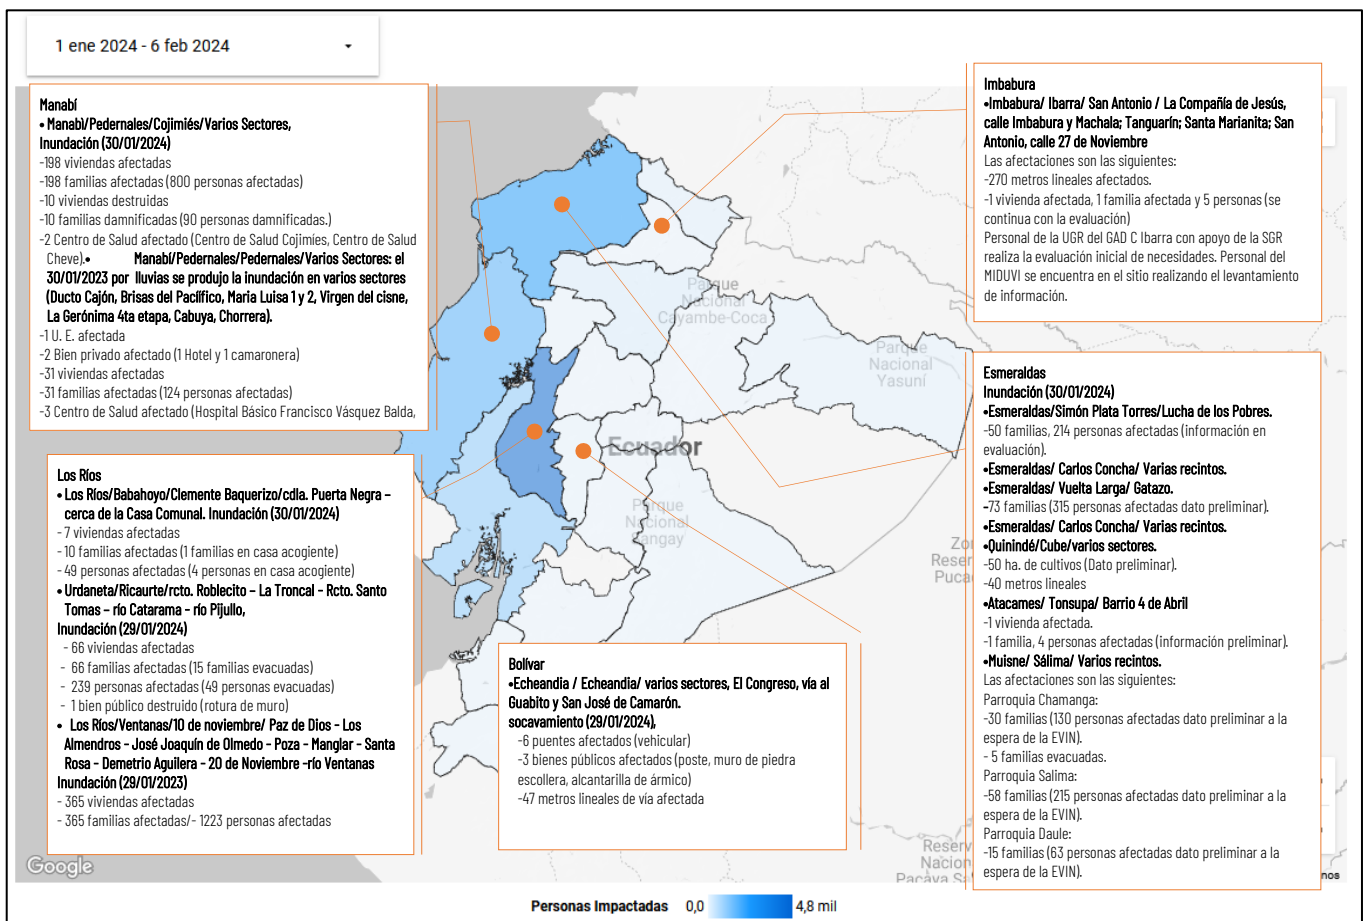 1 ene 2024 - 6 feb 2024
Manabí
• Manabì/Pedernales/Cojimiés/Varios Sectores,
Inundación (30/01/2024)
-198 viviendas afectadas
-198 familias afectadas (800 personas afectadas)
-10 viviendas destruidas
-10 familias damnificadas (90 personas damnificadas.)
-2 Centro de Salud afectado (Centro de Salud Cojimíes, Centro de Salud
Cheve).• Manabí/Pedernales/Pedernales/Varios Sectores: el
30/01/2023 por lluvias se produjo la inundación en varios sectores
(Ducto Cajón, Brisas del Pacíífico, Maria Luisa 1 y 2, Virgen del cisne,
La Gerónima 4ta etapa, Cabuya, Chorrera).
-1 U. E. afectada
-2 Bien privado afectado (1 Hotel y 1 camaronera)
-31 viviendas afectadas
-31 familias afectadas (124 personas afectadas)
-3 Centro de Salud afectado (Hospital Básico Francisco Vásquez Balda,
Los Ríos
• Los Ríos/Babahoyo/Clemente Baquerizo/cdla. Puerta Negra –
cerca de la Casa Comunal. Inundación (30/01/2024)
- 7 viviendas afectadas
- 10 familias afectadas (1 familias en casa acogiente)
- 49 personas afectadas (4 personas en casa acogiente)
• Urdaneta/Ricaurte/rcto. Roblecito – La Troncal - Rcto. Santo
Tomas – río Catarama - río Pijullo,
Inundación (29/01/2024)
- 66 viviendas afectadas
- 66 familias afectadas (15 familias evacuadas)
- 239 personas afectadas (49 personas evacuadas)
- 1 bien público destruido (rotura de muro)
• Los Ríos/Ventanas/10 de noviembre/ Paz de Dios - Los
Almendros - José Joaquín de Olmedo - Poza - Manglar - Santa
Rosa - Demetrio Aguilera - 20 de Noviembre -río Ventanas
Inundación (29/01/2023)
- 365 viviendas afectadas
- 365 familias afectadas/- 1223 personas afectadas
Imbabura
•Imbabura/ Ibarra/ San Antonio / La Compañía de Jesús,
calle Imbabura y Machala; Tanguarín; Santa Marianita; San
Antonio, calle 27 de Noviembre
Las afectaciones son las siguientes:
-270 metros lineales afectados.
-1 vivienda afectada, 1 familia afectada y 5 personas (se
continua con la evaluación)
Personal de la UGR del GAD C Ibarra con apoyo de la SGR
realiza la evaluación inicial de necesidades. Personal del
MIDUVI se encuentra en el sitio realizando el levantamiento
de información.
Esmeraldas
Inundación (30/01/2024)
•Esmeraldas/Simón Plata Torres/Lucha de los Pobres.
-50 familias, 214 personas afectadas (información en
evaluación).
•Esmeraldas/ Carlos Concha/ Varias recintos.
•Esmeraldas/ Vuelta Larga/ Gatazo.
-73 familias (315 personas afectadas dato preliminar).
•Esmeraldas/ Carlos Concha/ Varias recintos.
•Quinindé/Cube/varios sectores.
-50 ha. de cultivos (Dato preliminar).
-40 metros lineales
•Atacames/ Tonsupa/ Barrio 4 de Abril
-1 vivienda afectada.
-1 familia, 4 personas afectadas (información preliminar).
•Muisne/ Sálima/ Varios recintos.
Las afectaciones son las siguientes:
Parroquia Chamanga:
-30 familias (130 personas afectadas dato preliminar a la
espera de la EVIN).
- 5 familias evacuadas.
Parroquia Salima:
-58 familias (215 personas afectadas dato preliminar a la
espera de la EVIN).
Parroquia Daule:
-15 familias (63 personas afectadas dato preliminar a la
espera de la EVIN).
Bolívar
•Echeandia / Echeandia/ varios sectores, El Congreso, vía al
Guabito y San José de Camarón.
socavamiento (29/01/2024),
-6 puentes afectados (vehicular)
-3 bienes públicos afectados (poste, muro de piedra
escollera, alcantarilla de ármico)
-47 metros lineales de vía afectada
Parque
Nacional
Cayambe-Coca
Parque
Nacional
Yasuní
Ecuador
Parque
Nacional
Sangay
Zo
Reser
Puca
Reserv
Nacion
Pacaya Sa
nos
Google
Personas Impactadas 0,0 4,8 mil